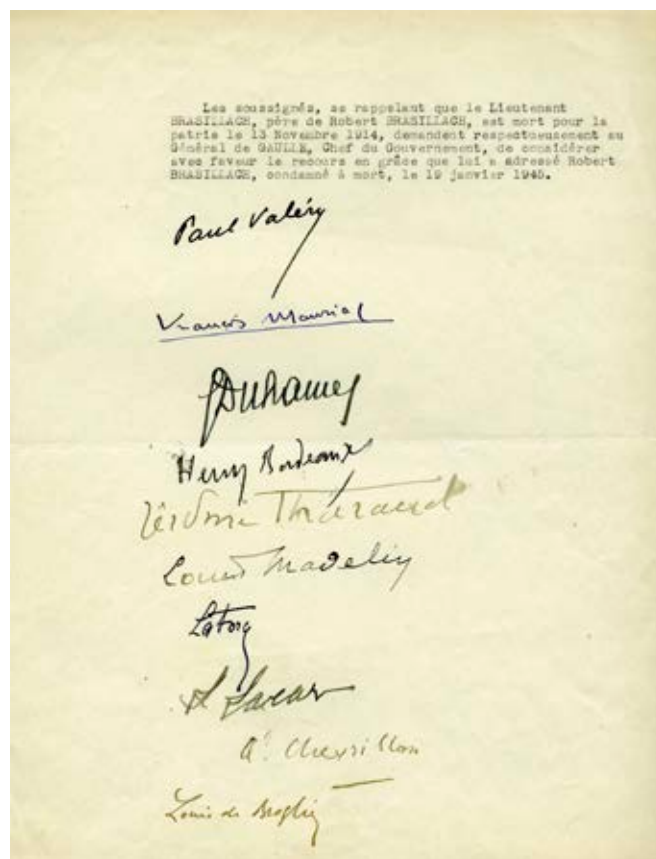 Les soussignés, se rappelant que le Lieutenant
BRASILLACH, père de Robert BRASILLACH, est mort pour la
patrie le 13 Novembre 1914, demandent respectueusement au
Général de GAULLE, Chef du Gouvernement, de considérer
avec faveur le recours en grâce que lui a adressé Robert
BRASILLACH, condamné à mort, le 19 janvier 1945.
Paul Valéry
François Mauriac
GDuhamel
Henry Bordeaux
Jérôme Tharaud
Louis Madelin
A. Chevrillon
Louis de Broglie